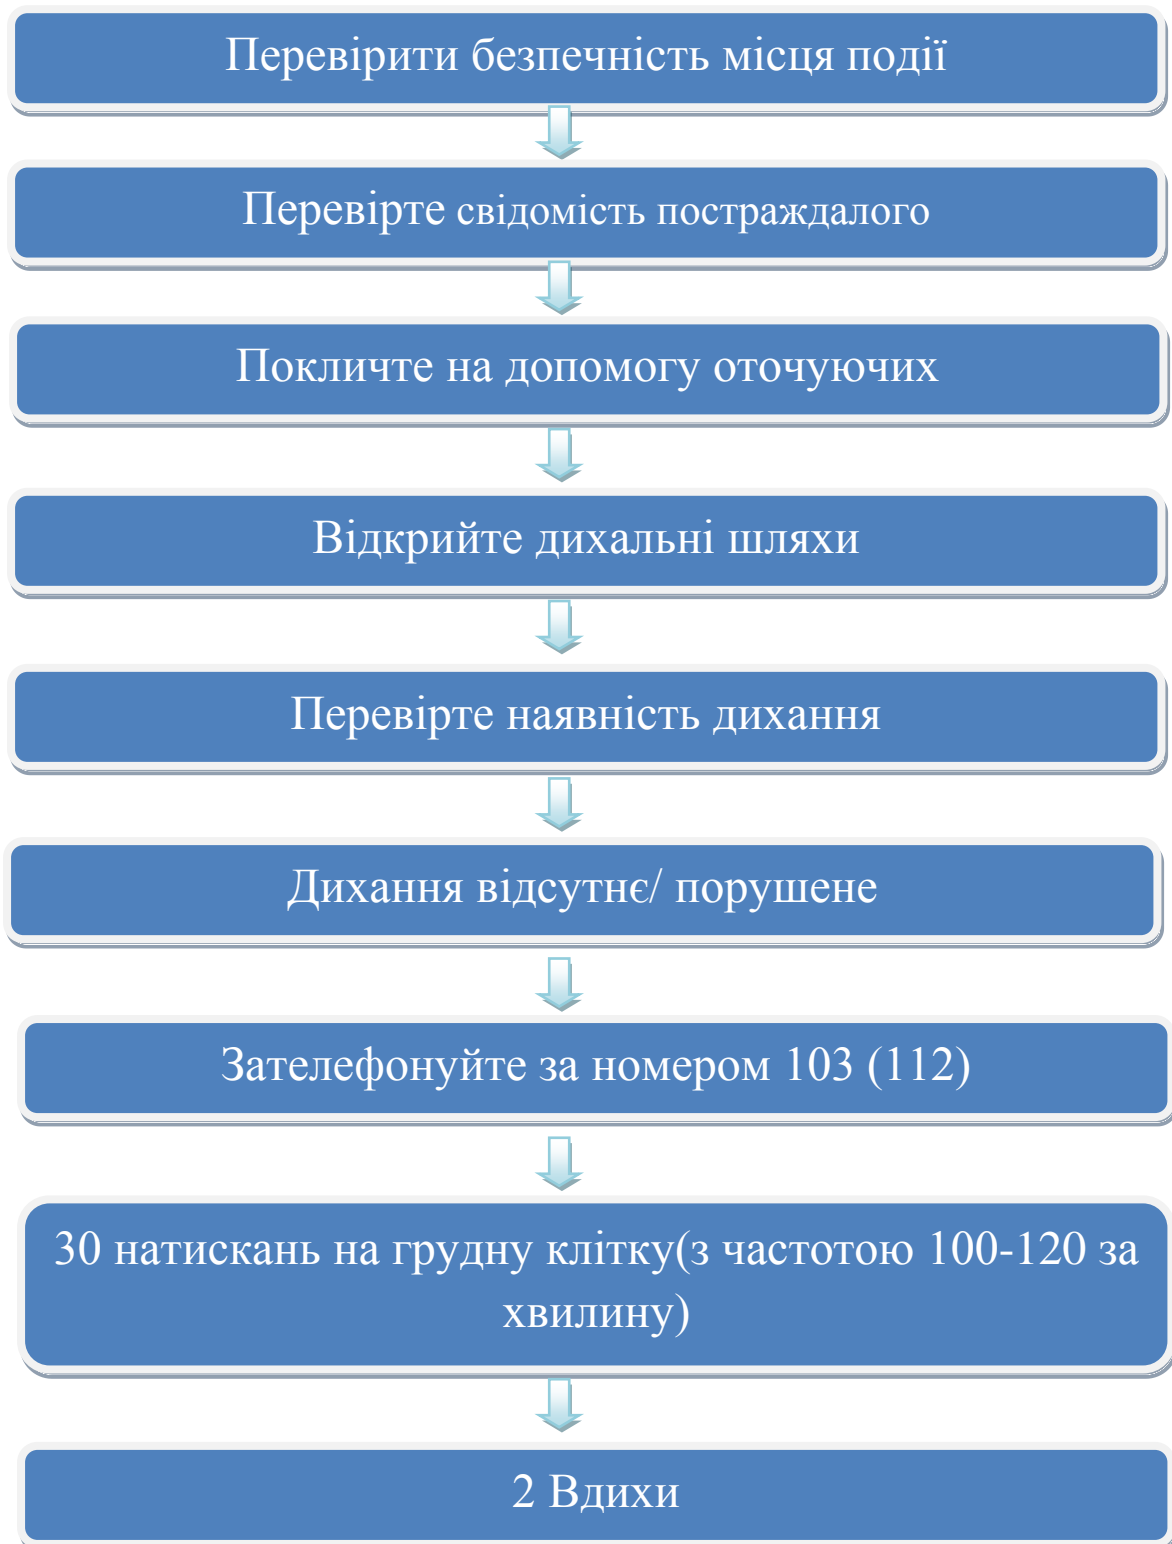 Перевірити безпечність місця події
Перевірте свідомість постраждалого
Покличте на допомогу оточуючих
Відкрийте дихальні шляхи
Перевірте наявність дихання
Дихання відсутнє/ порушене
Зателефонуйте за номером 103 (112)
30 натискань на грудну клітку(з частотою 100-120 за
хвилину)
2 Вдихи